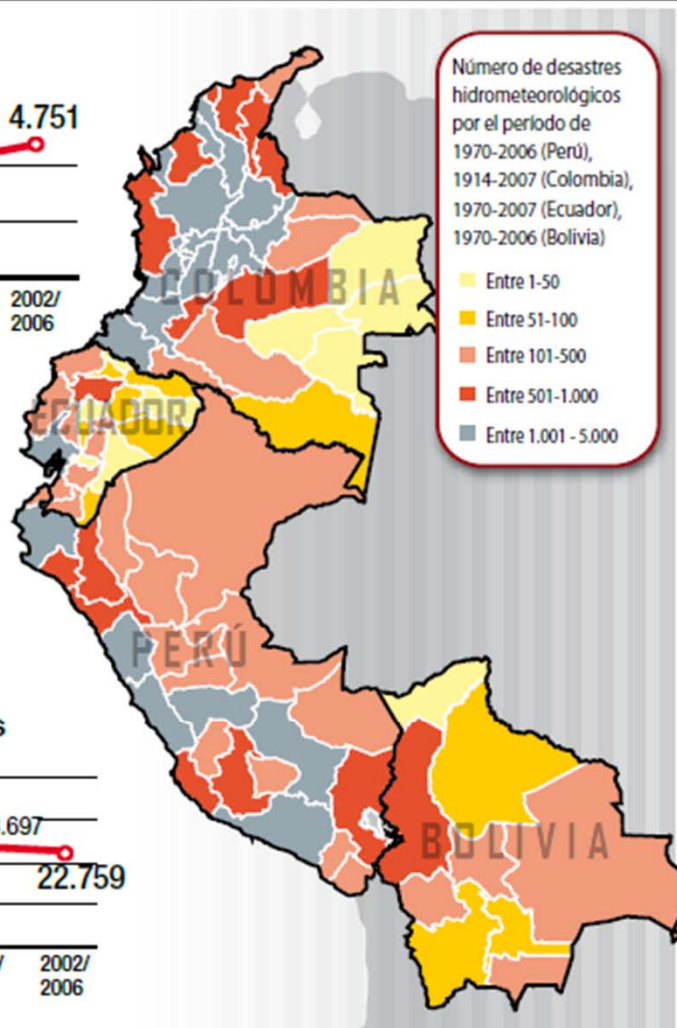 4.751
2002/
2006
Número de desastres
hidrometeorológicos
por el período de
1970-2006 (Perú),
1914-2007 (Colombia),
1970-2007 (Ecuador),
1970-2006 (Bolivia)
Entre 1-50
Entre 51-100
Entre 101-500
Entre 501-1.000
Entre 1.001 - 5.000
COLOMBIA
ECUADOR
PERÚ
BOLIVIA
s
.697
22.759
/
2002/
2006